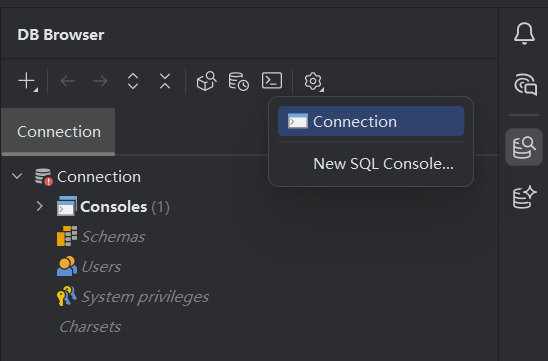 DB Browser
Connection
Connection
New SQL Console...
Connection
Consoles (1)
Schemas
Users
System privileges
Charsets